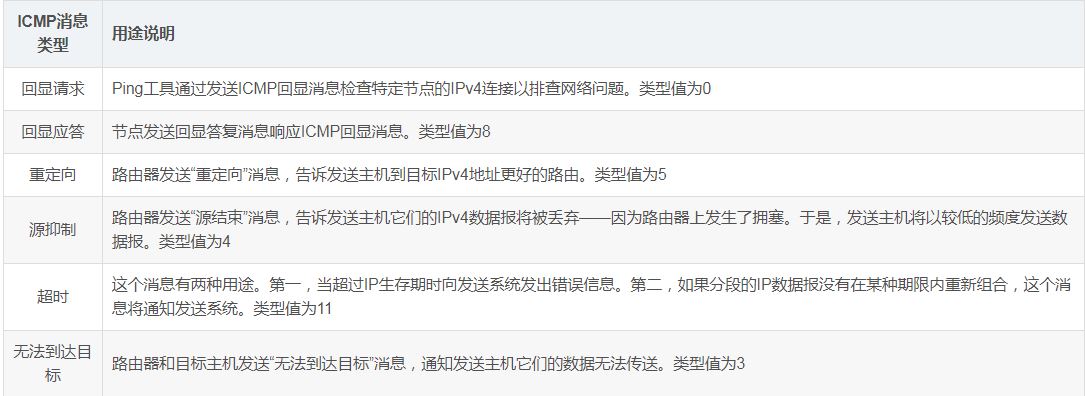 ICMP消息
类型
用途说明
回显请求
Ping工具通过发送ICMP回显消息检查特定节点的IPv4连接以排查网络问题。类型值为0
回显应答
节点发送回显答复消息响应ICMP回显消息。类型值为8
重定向
路由器发送“重定向”消息，告诉发送主机到目标IPv4地址更好的路由。类型值为5
源抑制
路由器发送“源结束”消息，告诉发送主机它们的IPv4数据报将被丢弃——因为路由器上发生了拥塞。于是，发送主机将以较低的频度发送数
据报。类型值为4
超时
这个消息有两种用途。第一，当超过IP生存期时向发送系统发出错误信息。第二，如果分段的IP数据报没有在某种期限内重新组合，这个消
息将通知发送系统。类型值为11
无法到达目
标
路由器和目标主机发送“无法到达目标”消息，通知发送主机它们的数据无法传送。类型值为3